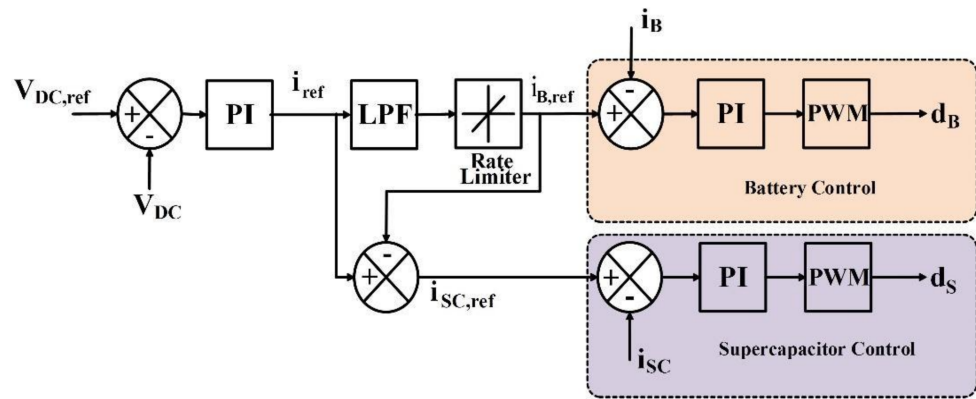 i_B
V_DC,ref
+
-
V_DC
PI
i_ref
LPF
Rate
Limiter
i_B,ref
-
+
PI
PWM
d_B
Battery Control
-
+
i_SC,ref
+
-
i_SC
PI
PWM
d_S
Supercapacitor Control